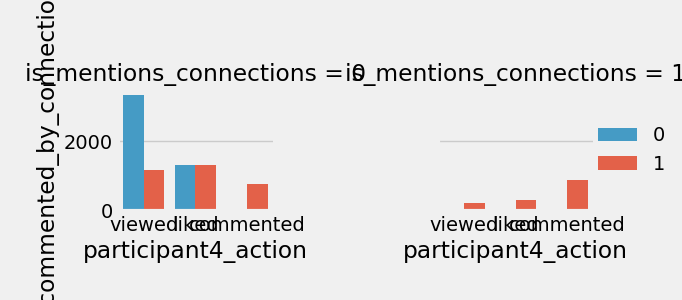 is_mentions_connections = 0
is_mentions_connections = 1
commented_by_connectio
2000
0
viewed
liked
commented
participant4_action
viewed
liked
commented
participant4_action
0
1